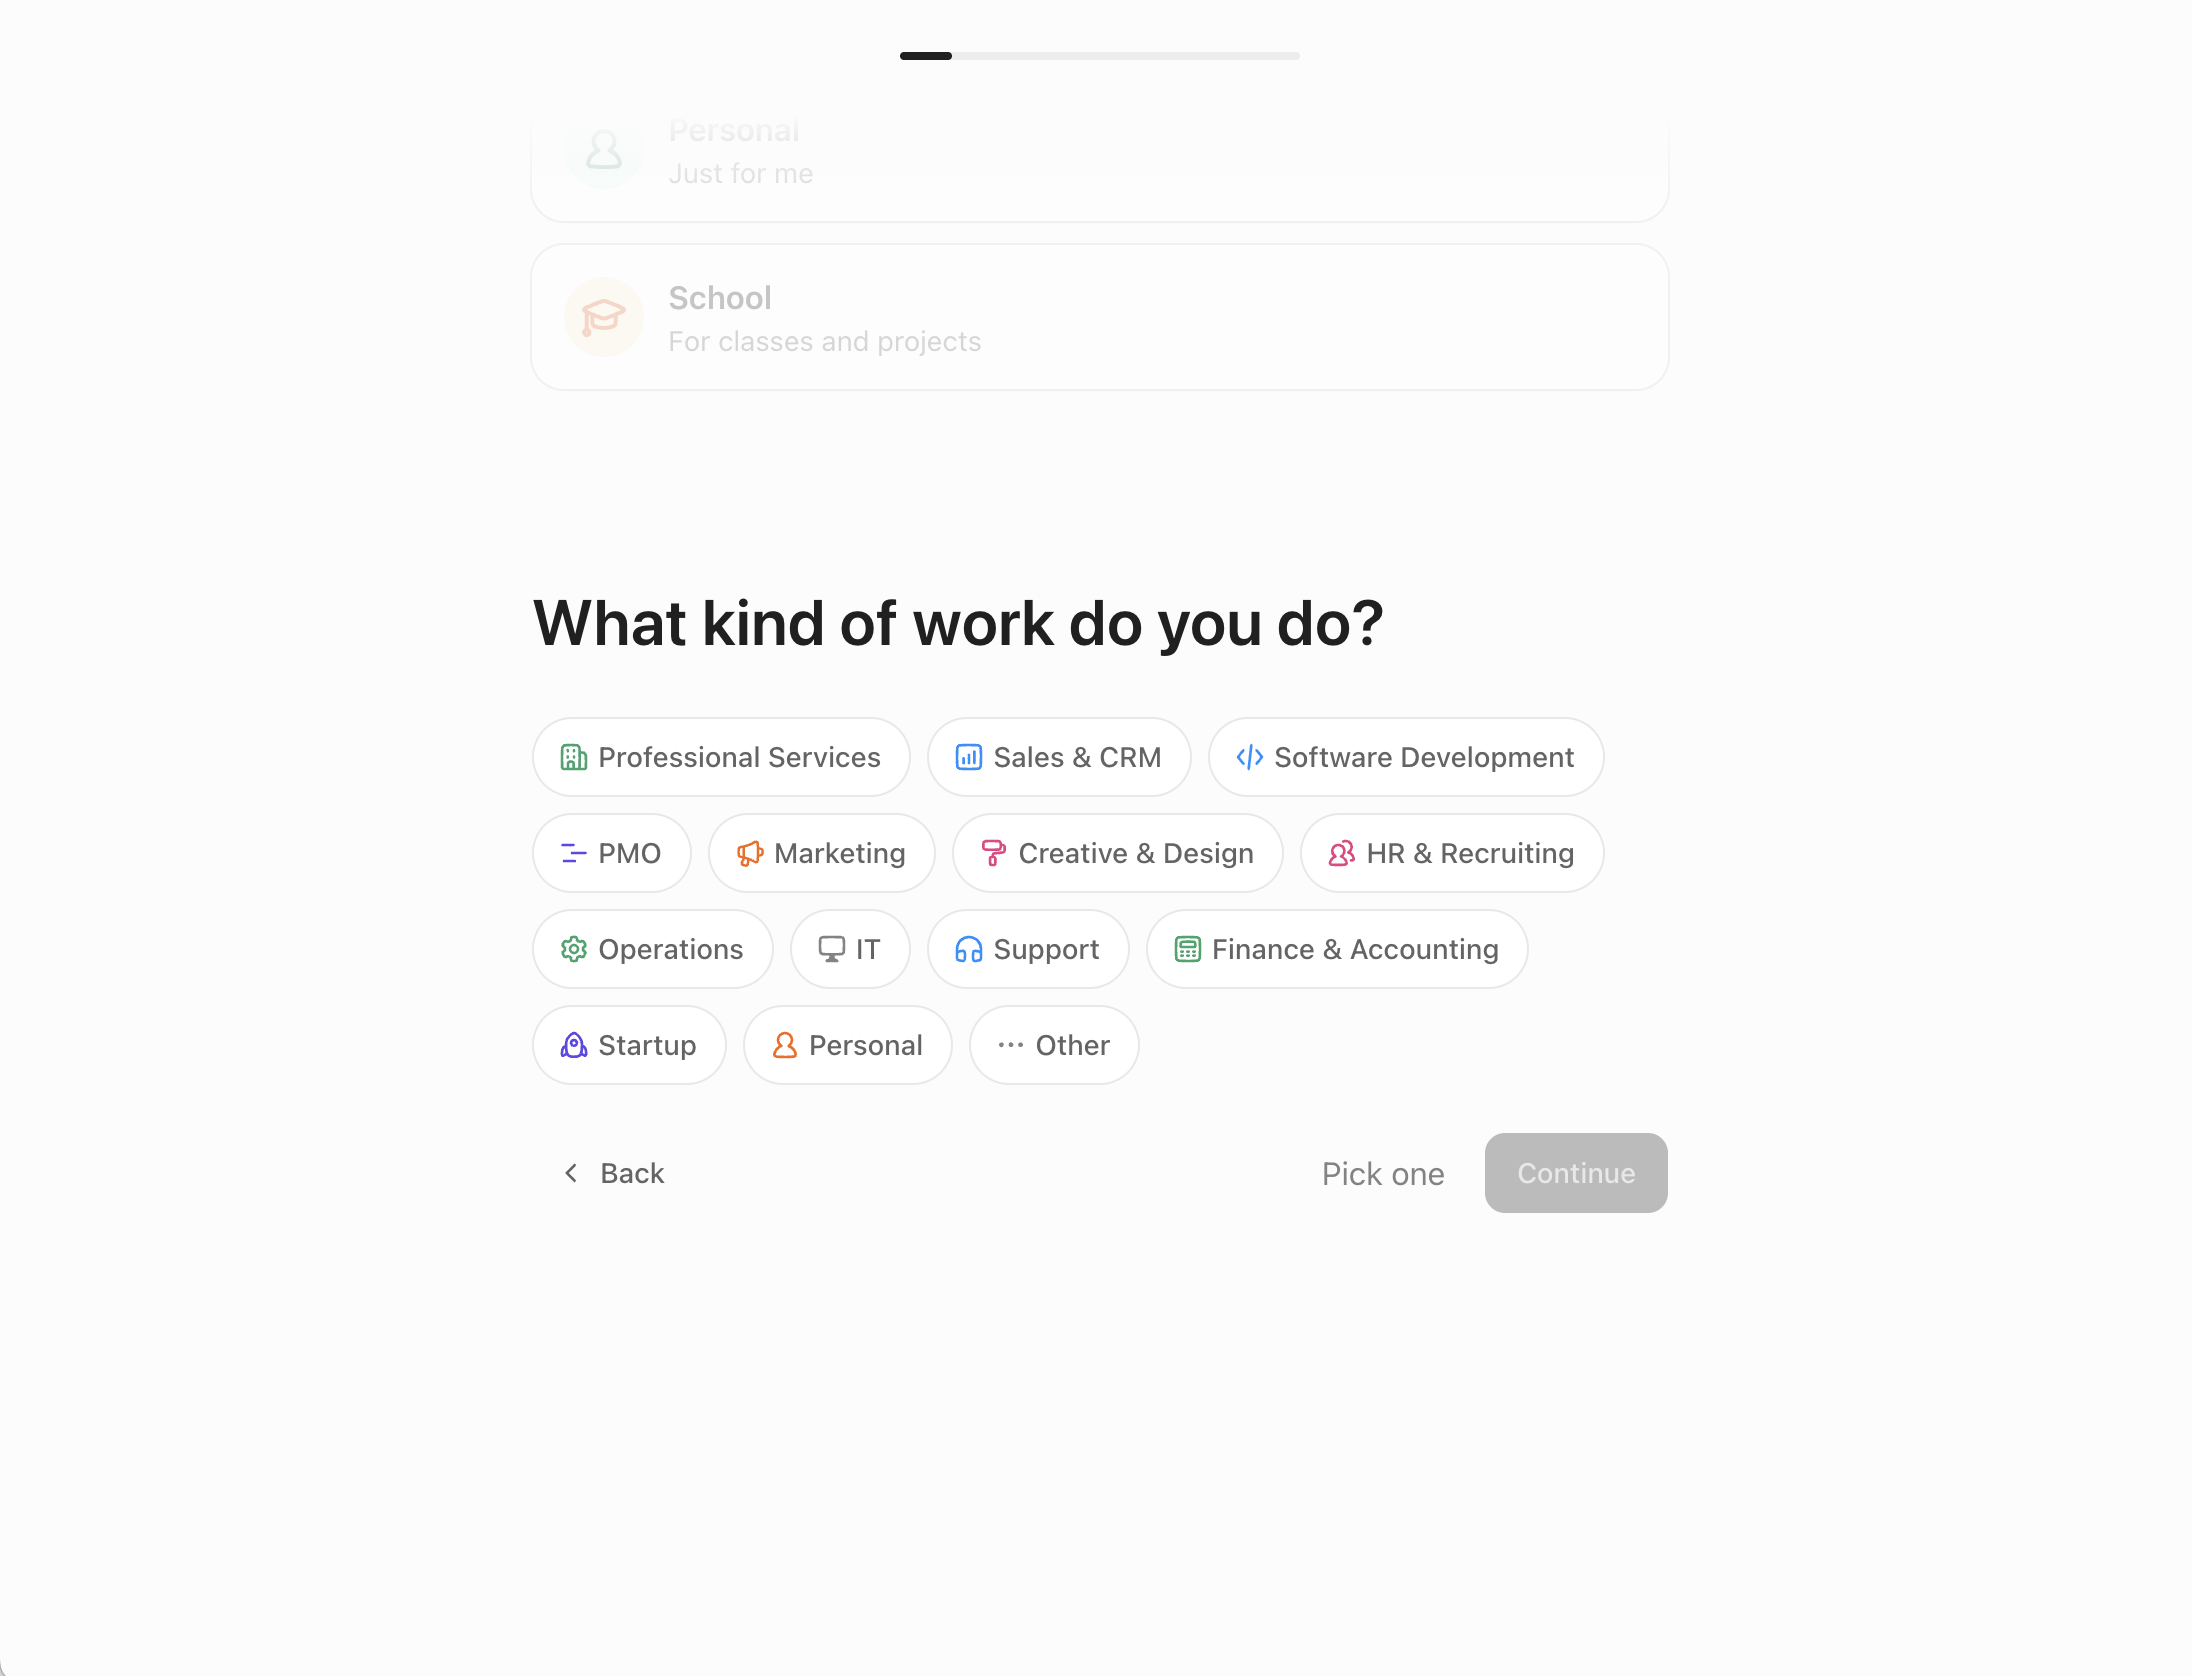 Personal
Just for me
School
For classes and projects
What kind of work do you do?
Professional Services
Sales & CRM
Software Development
PMO
Marketing
Creative & Design
HR & Recruiting
Operations
IT
Support
Finance & Accounting
Startup
Personal
Other
Back
Pick one
Continue